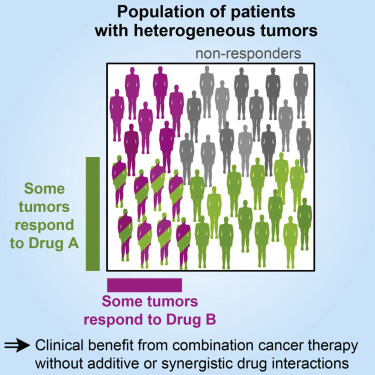 Population of patients
with heterogeneous tumors
non-responders
Some
tumors
respond
to Drug A
Some tumors
respond to Drug B
⇒ Clinical benefit from combination cancer therapy
without additive or synergistic drug interactions